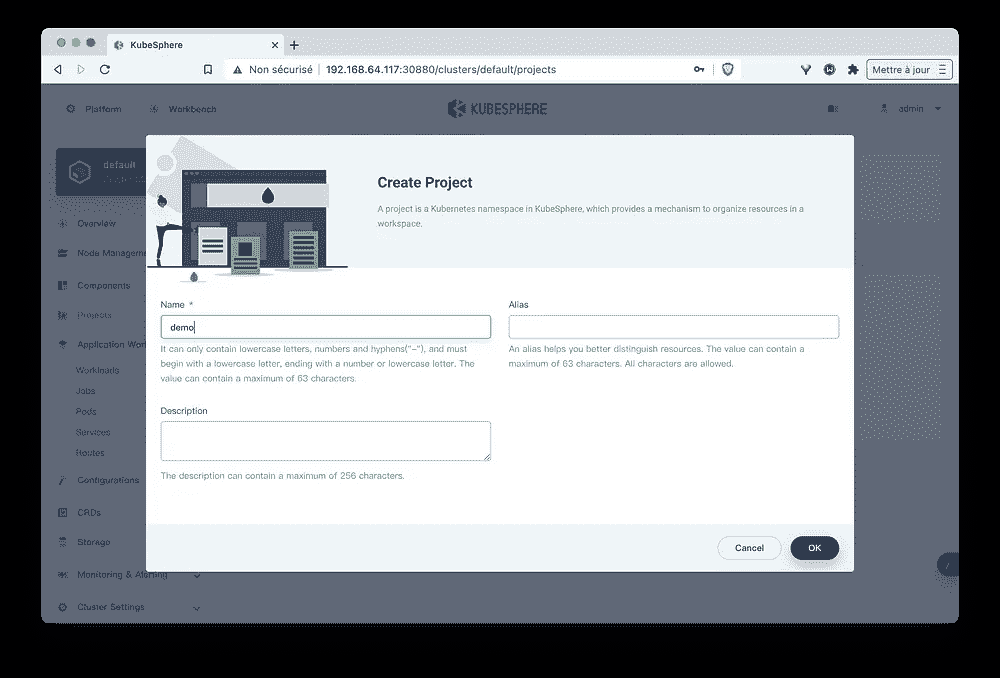 KubeSphere
Non sécurisé 192.168.64.117:30880/clusters/default/projects Mettre à jour
Platform Workbench KUBESPHERE admin
default
Create Project
A project is a Kubernetes namespace in KubeSphere, which provides a mechanism to organize resources in a
workspace.
Overview
Node Manageme
Components
Projects
Application Wor
Workloads
Jobs
Pods
Services
Routes
Configurations
CRDs
Storage
Monitoring & Alerting
Cluster Settings
Name * Alias
demo
It can only contain lowercase letters, numbers and hyphens("-"), and must
begin with a lowercase letter, ending with a number or lowercase letter. The
value can contain a maximum of 63 characters.
An alias helps you better distinguish resources. The value can contain a
maximum of 63 characters. All characters are allowed.
Description
The description can contain a maximum of 256 characters.
Cancel OK